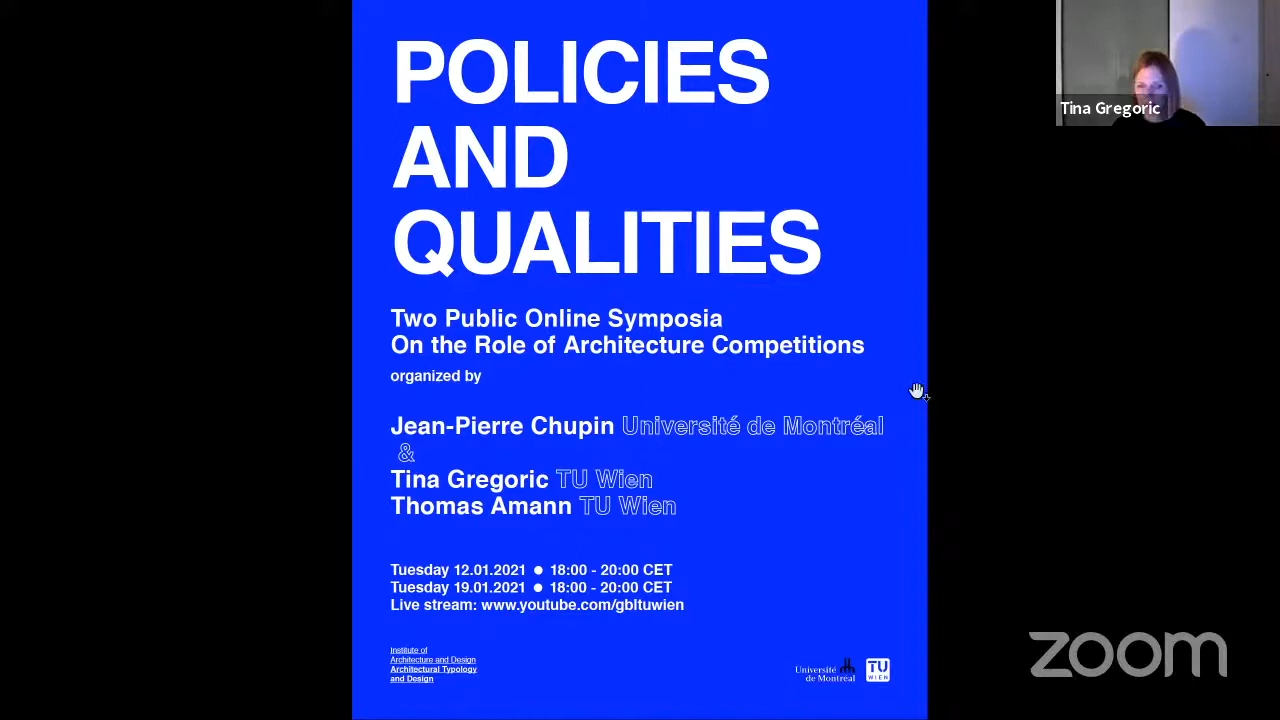 POLICIES
AND
QUALITIES
Two Public Online Symposia
On the Role of Architecture Competitions
organized by
Jean-Pierre Chupin Université de Montréal
&
Tina Gregoric TU Wien
Thomas Amann TU Wien
Tuesday 12.01.2021 ● 18:00 - 20:00 CET
Tuesday 19.01.2021 ● 18:00 - 20:00 CET
Live stream: www.youtube.com/gbltuwien
Institute of
Architecture and Design
Architectural Typology
and Design
Université
de Montréal
TU
WIEN
Tina Gregoric
zoom